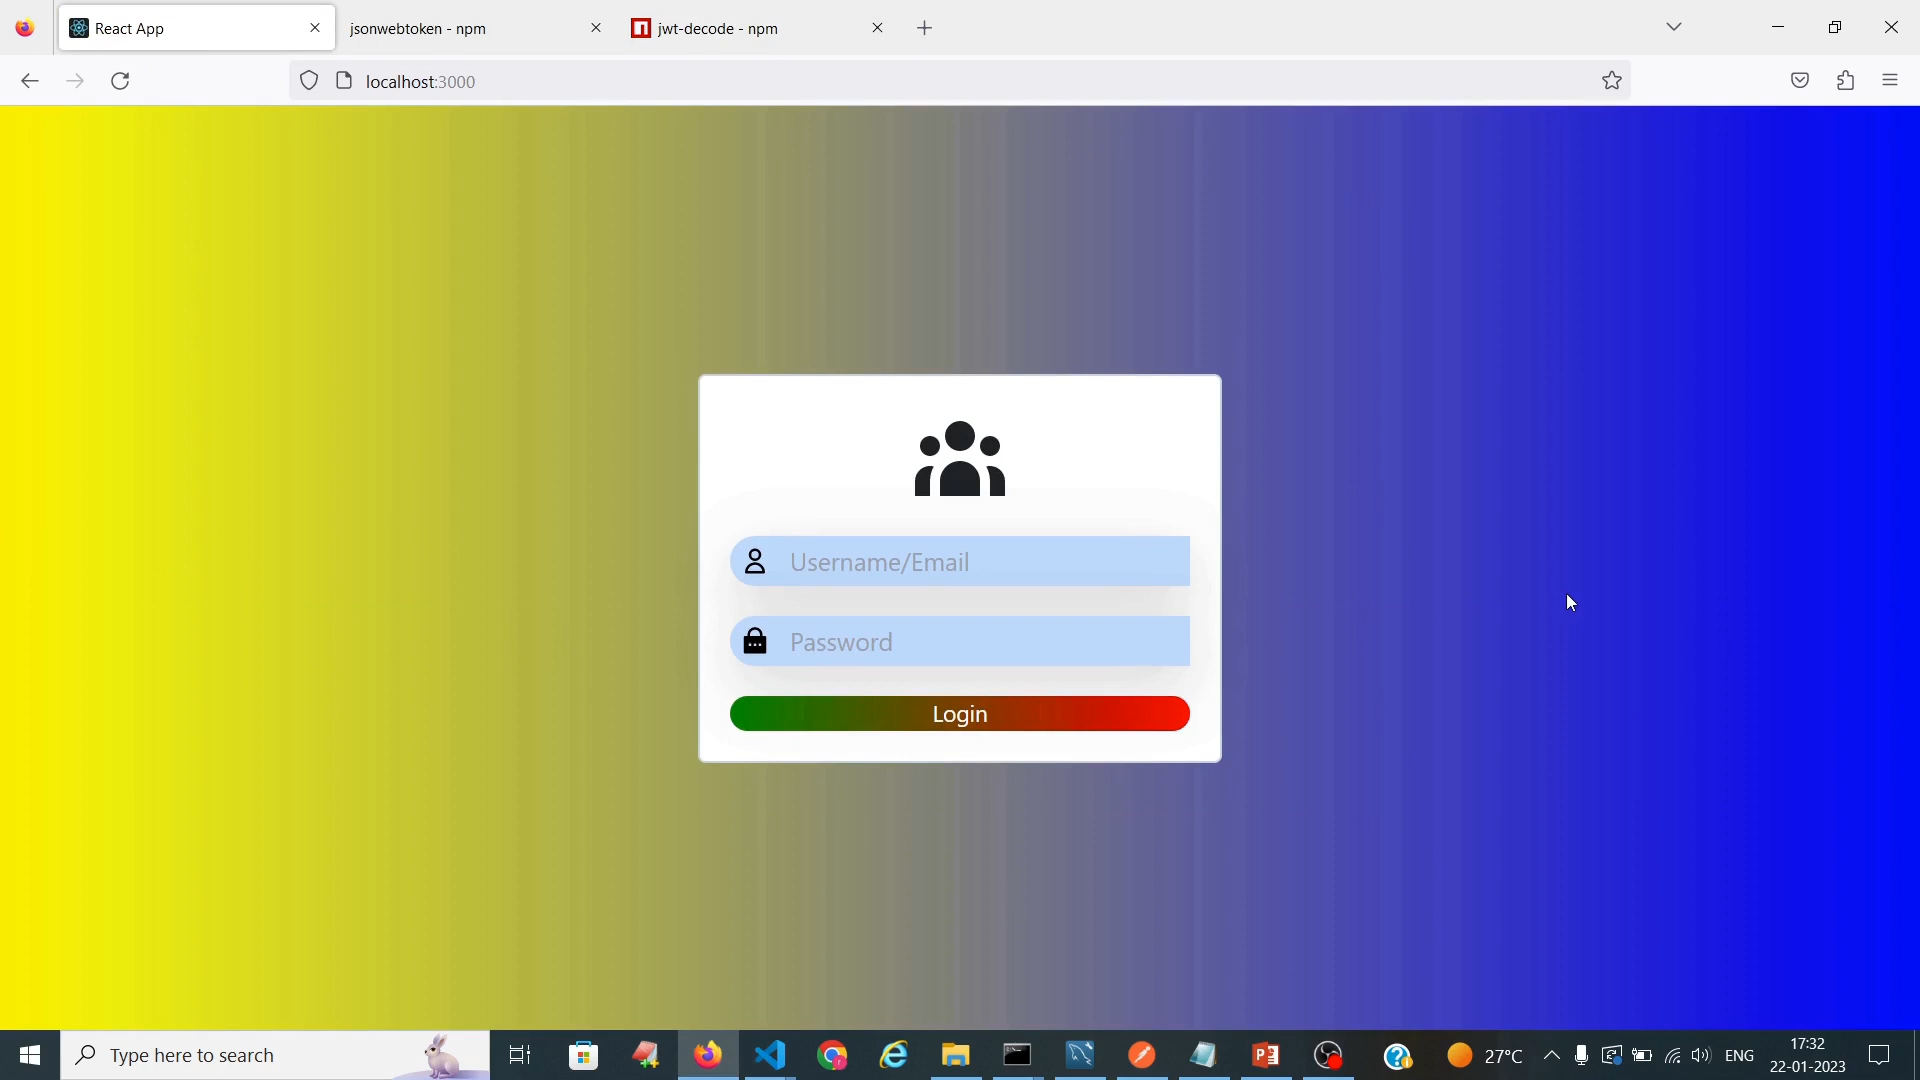 React App
jsonwebtoken - npm
jwt-decode - npm
localhost:3000
Username/Email
Password
Login
Type here to search
27°C
ENG
17:32
22-01-2023